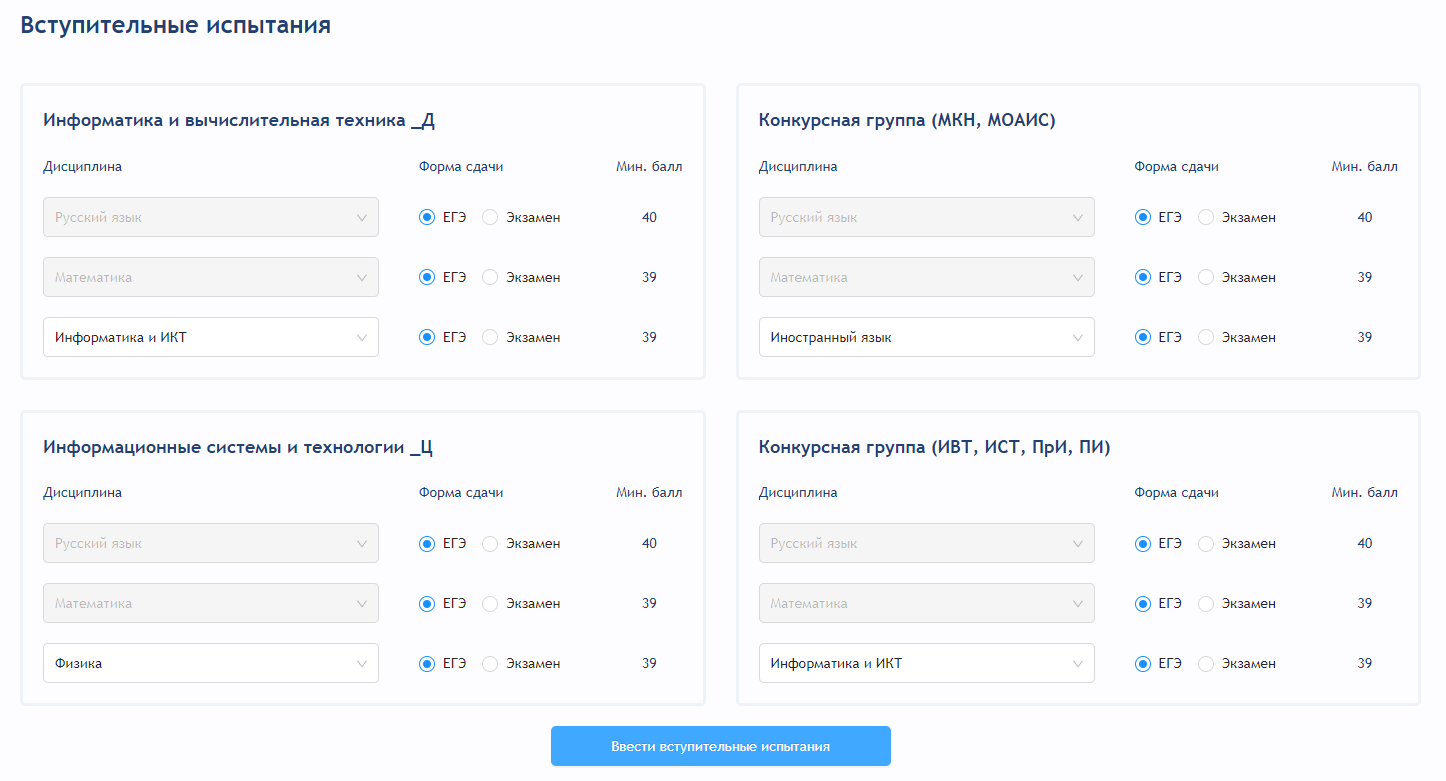 Вступительные испытания
Информатика и вычислительная техника _Д
Дисциплина Форма сдачи Мин. балл
Русский язык ЕГЭ Экзамен 40
Математика ЕГЭ Экзамен 39
Информатика и ИКТ ЕГЭ Экзамен 39
Конкурсная группа (МКН, МОАИС)
Дисциплина Форма сдачи Мин. балл
Русский язык ЕГЭ Экзамен 40
Математика ЕГЭ Экзамен 39
Иностранный язык ЕГЭ Экзамен 39
Информационные системы и технологии _Ц
Дисциплина Форма сдачи Мин. балл
Русский язык ЕГЭ Экзамен 40
Математика ЕГЭ Экзамен 39
Физика ЕГЭ Экзамен 39
Конкурсная группа (ИВТ, ИСТ, ПрИ, ПИ)
Дисциплина Форма сдачи Мин. балл
Русский язык ЕГЭ Экзамен 40
Математика ЕГЭ Экзамен 39
Информатика и ИКТ ЕГЭ Экзамен 39
Ввести вступительные испытания